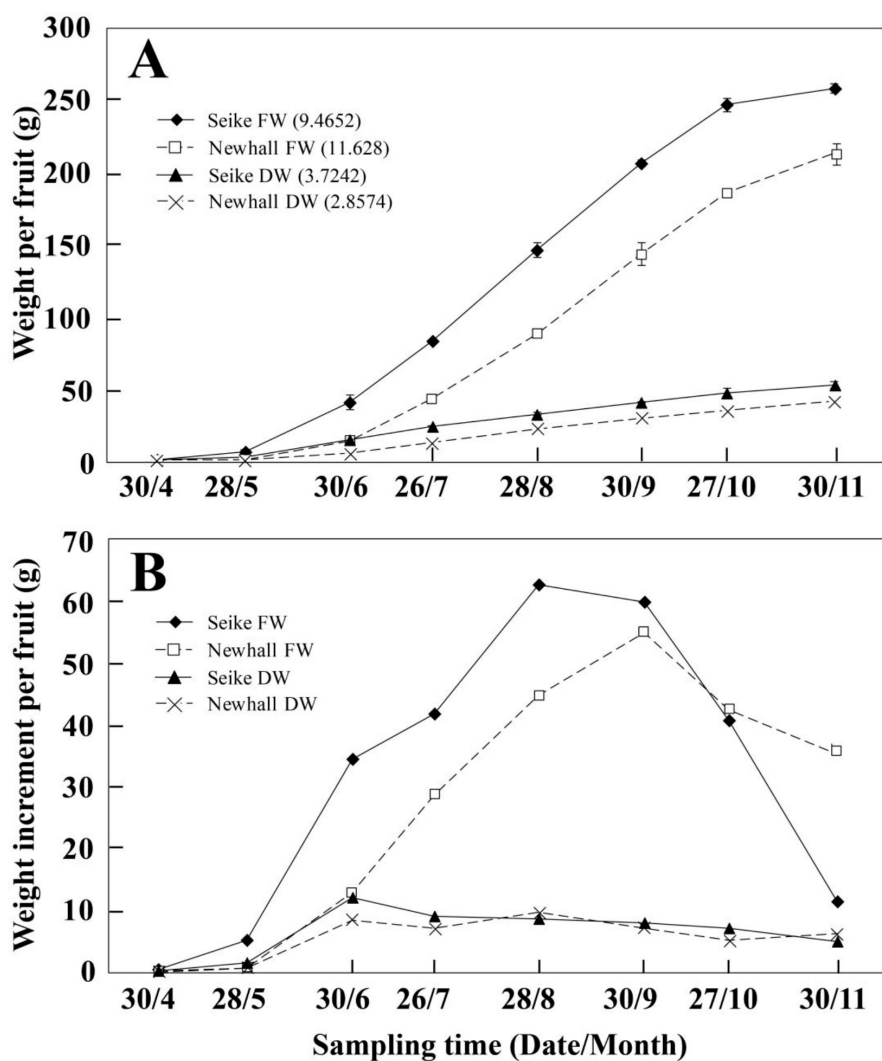 A
300
250
200
150
100
50
0
Weight per fruit (g)
Seike FW (9.4652)
Newhall FW (11.628)
Seike DW (3.7242)
Newhall DW (2.8574)
30/4 28/5 30/6 26/7 28/8 30/9 27/10 30/11
B
70
60
50
40
30
20
10
0
Weight increment per fruit (g)
Seike FW
Newhall FW
Seike DW
Newhall DW
30/4 28/5 30/6 26/7 28/8 30/9 27/10 30/11
Sampling time (Date/Month)